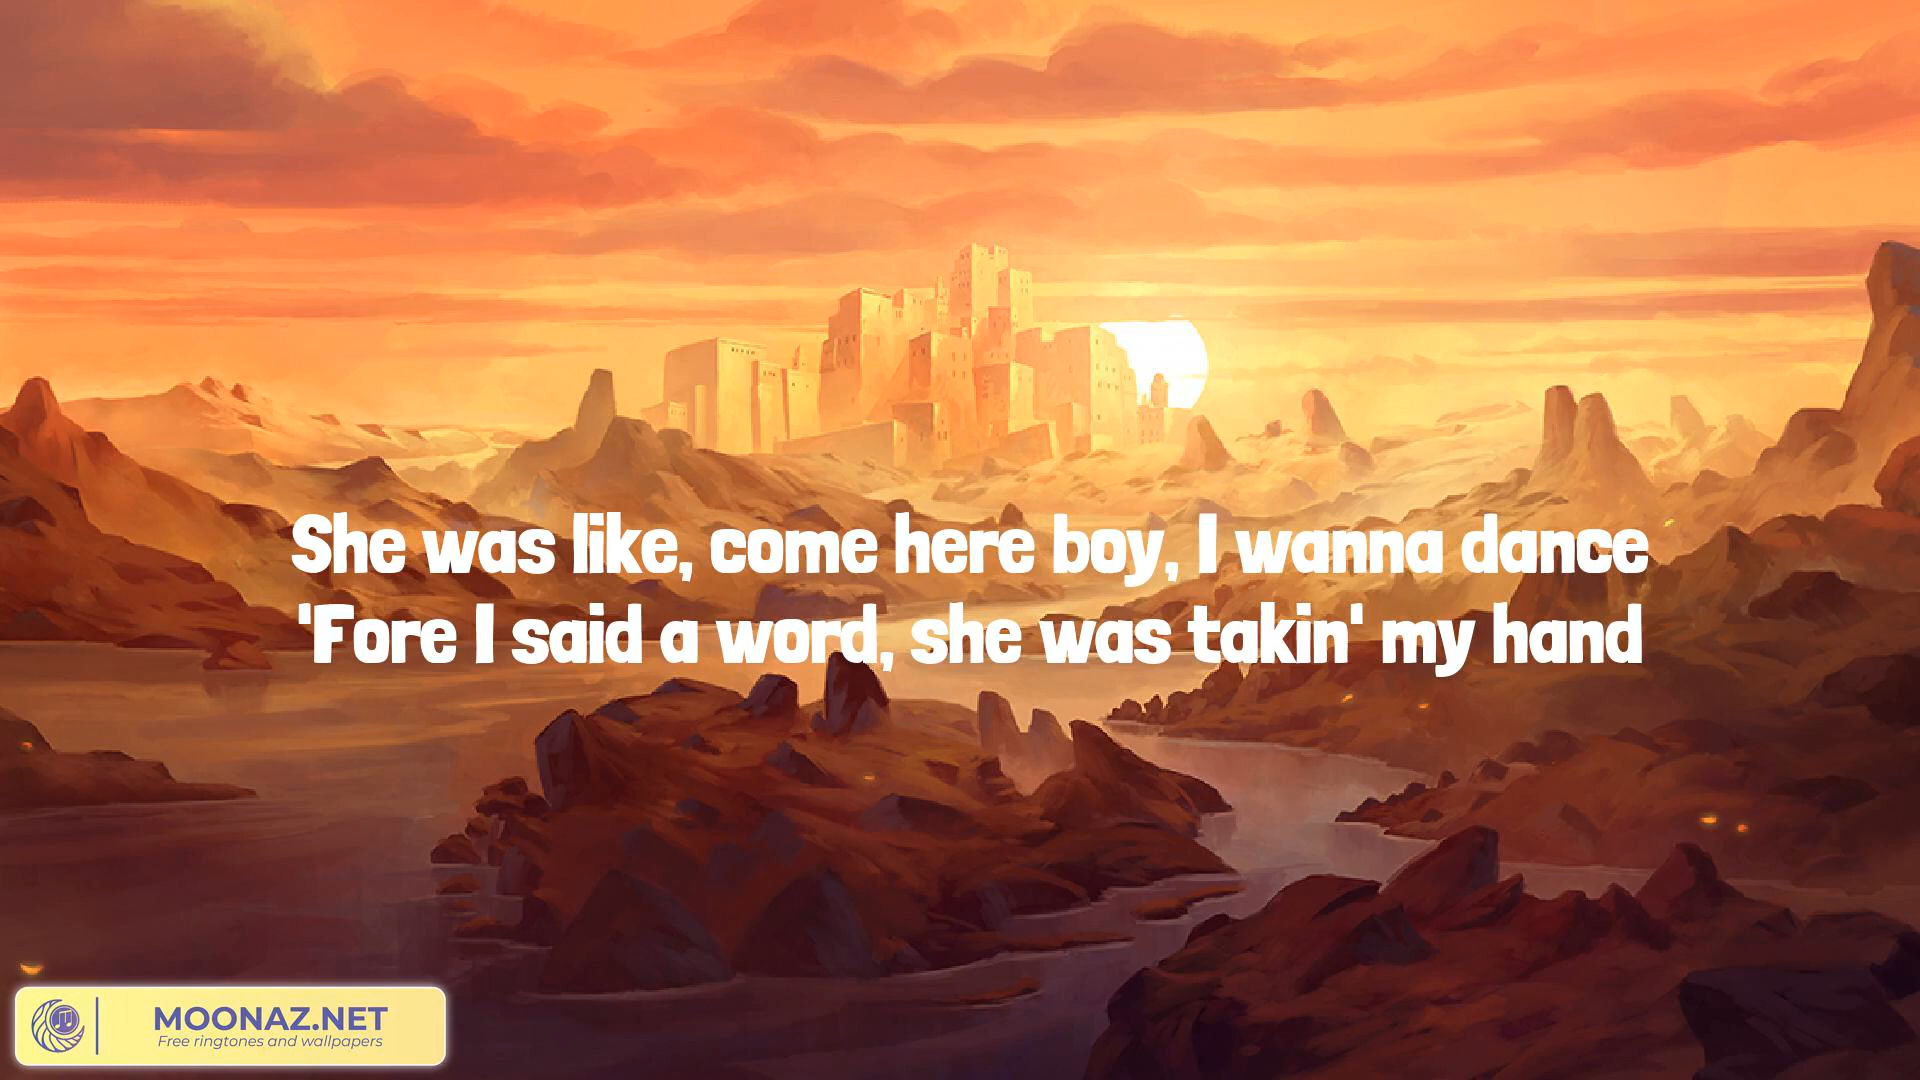 She was like, come here boy, I wanna dance
'Fore I said a word, she was takin' my hand
MOONAZ.NET
Free ringtones and wallpapers